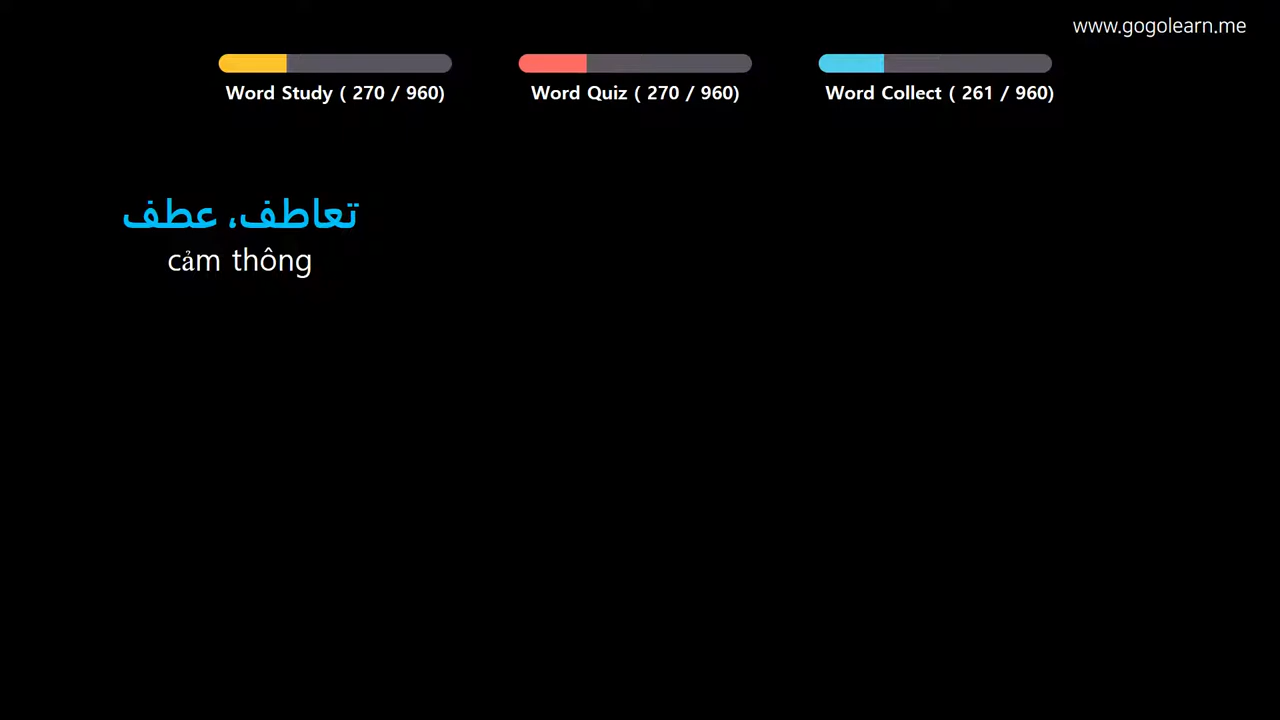 www.gogolearn.me
Word Study ( 270 / 960)
Word Quiz ( 270 / 960)
Word Collect ( 261 / 960)
تعاطف، عطف
cảm thông